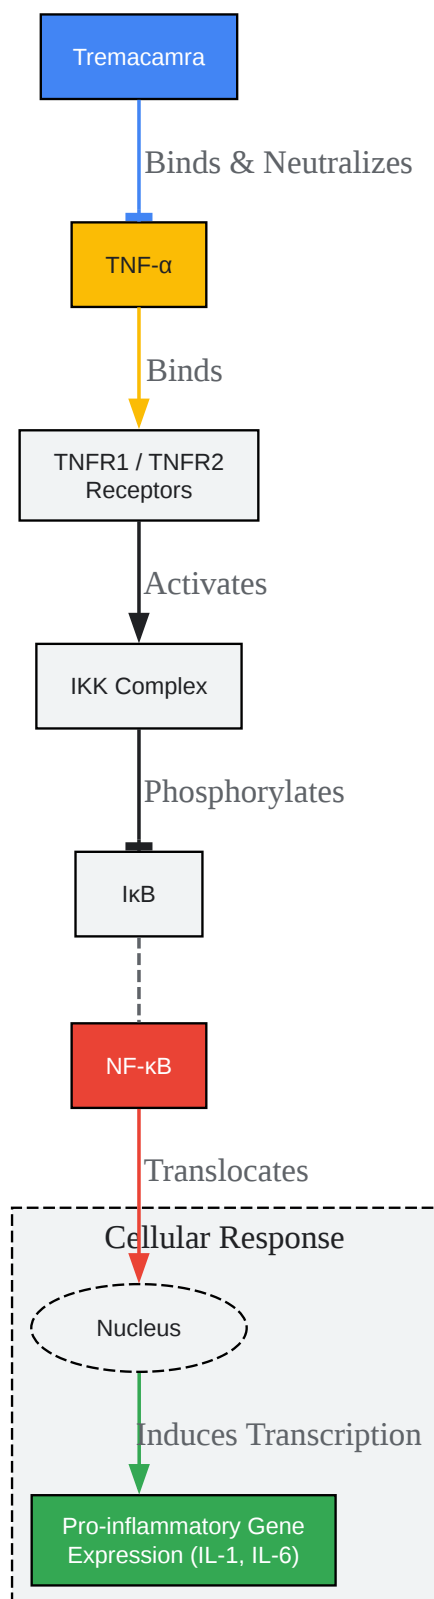 Tremacamra
Binds & Neutralizes
TNF-α
Binds
TNFR1 / TNFR2
Receptors
Activates
IKK Complex
Phosphorylates
IκB
NF-κB
Translocates
Cellular Response
Nucleus
Induces Transcription
Pro-inflammatory Gene
Expression (IL-1, IL-6)